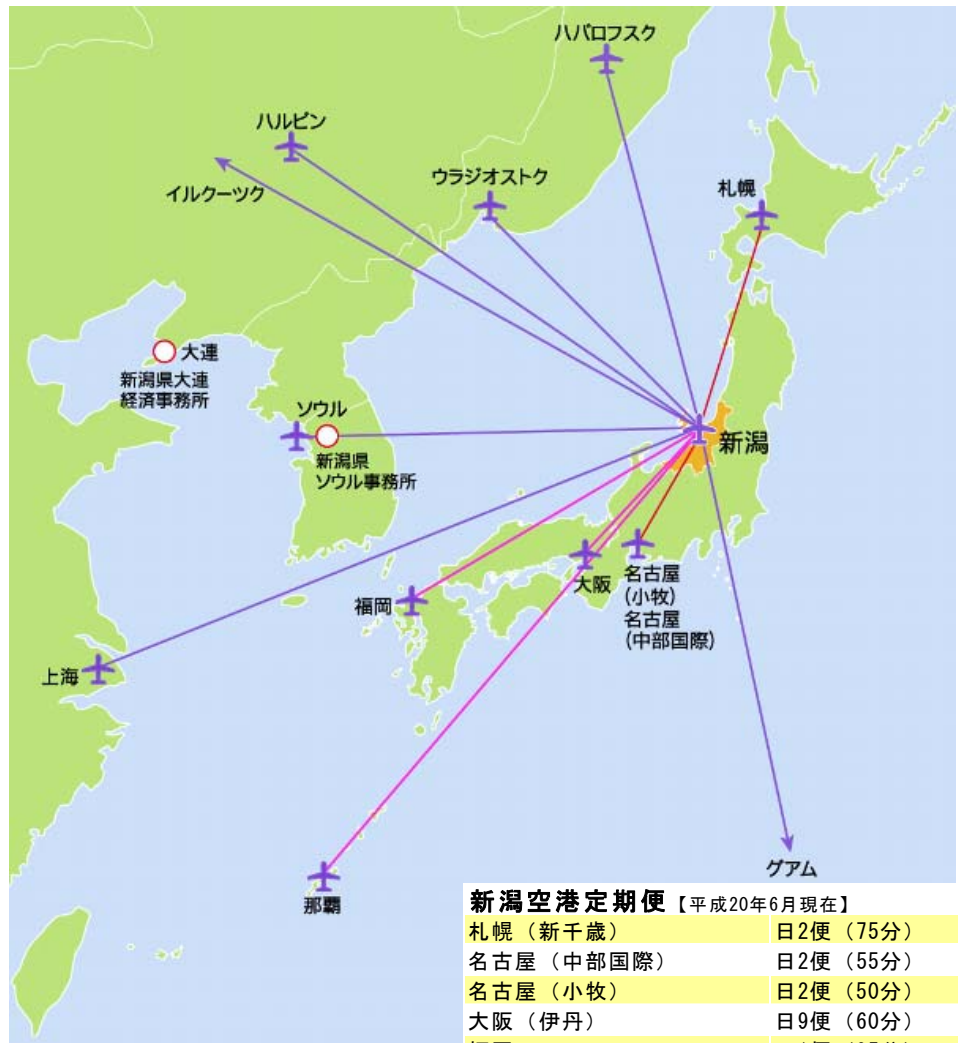 ハバロフスク
ハルビン
イルクーツク
ウラジオストク
札幌
大連
新潟県大連
経済事務所
ソウル
新潟県
ソウル事務所
新潟
福岡
大阪
名古屋
(小牧)
名古屋
(中部国際)
上海
那覇
グアム
新潟空港定期便【平成20年6月現在】
札幌(新千歳) 日2便(75分)
名古屋(中部国際) 日2便(55分)
名古屋(小牧) 日2便(50分)
大阪(伊丹) 日9便(60分)